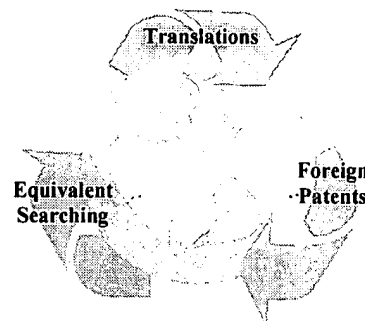 Translations
Equivalent
Searching
Foreign
Patents